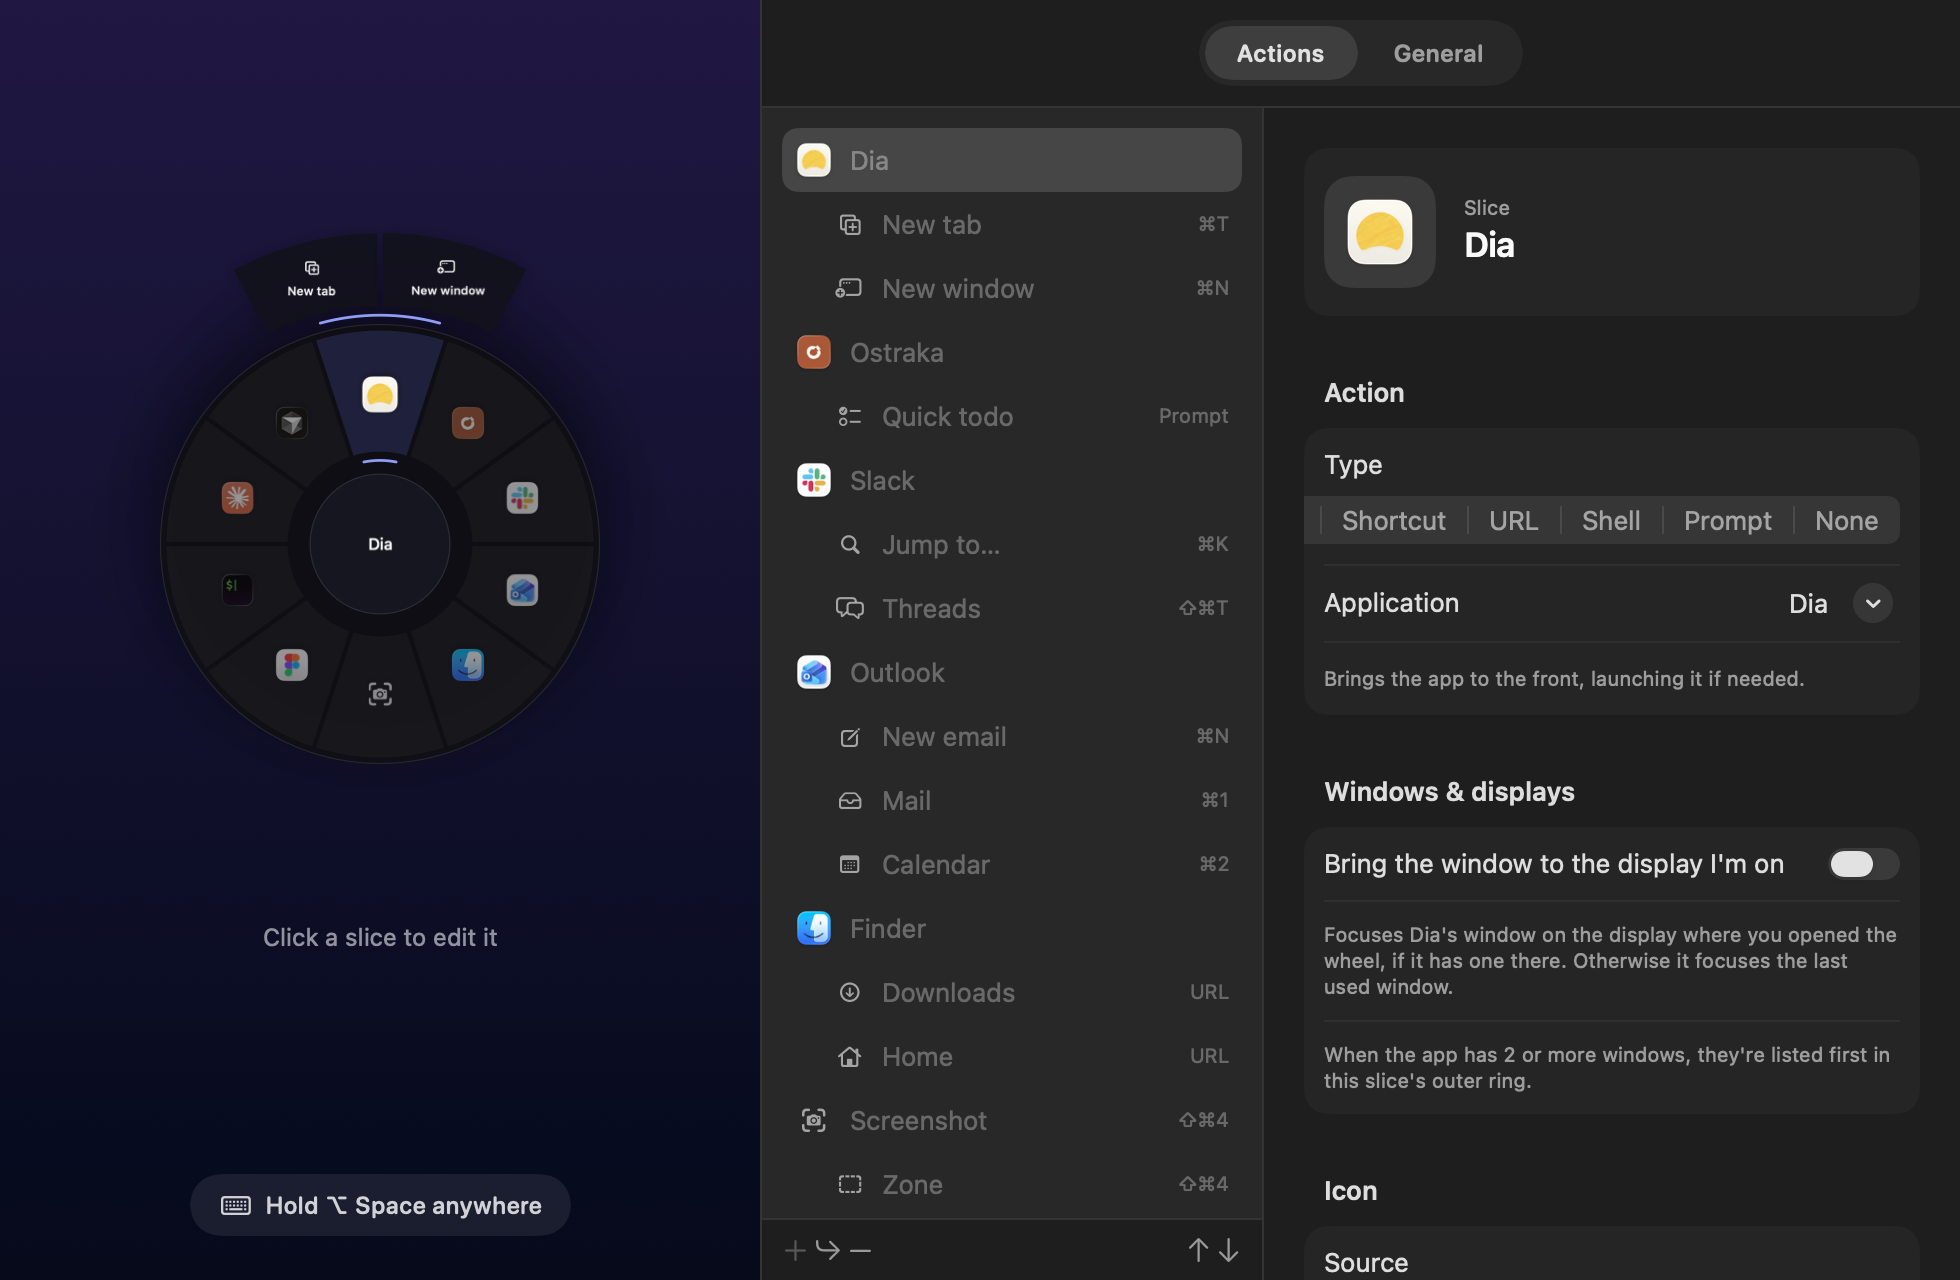 Actions
General
New tab
New window
$|
Dia
Click a slice to edit it
Hold ⌥ Space anywhere
Dia
New tab ⌘T
New window ⌘N
Ostraka
Quick todo Prompt
Slack
Jump to... ⌘K
Threads ⇧⌘T
Outlook
New email ⌘N
Mail ⌘1
Calendar ⌘2
Finder
Downloads URL
Home URL
Screenshot ⇧⌘4
Zone ⇧⌘4
Slice
Dia
Action
Type
Shortcut URL Shell Prompt None
Application Dia
Brings the app to the front, launching it if needed.
Windows & displays
Bring the window to the display I'm on
Focuses Dia's window on the display where you opened the
wheel, if it has one there. Otherwise it focuses the last
used window.
When the app has 2 or more windows, they're listed first in
this slice's outer ring.
Icon
Source